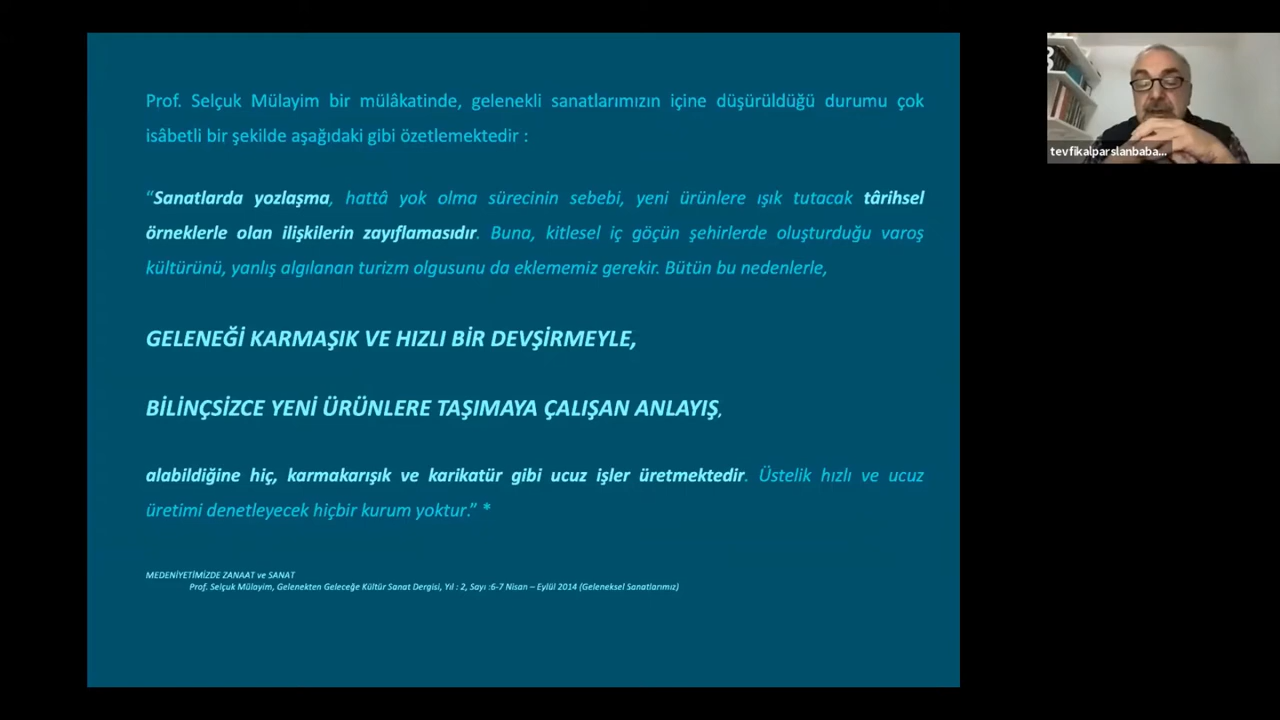 Prof. Selçuk Mülayim bir mülâkatinde, gelenekli sanatlarımızın içine düşürüldüğü durumu çok
isâbetli bir şekilde aşağıdaki gibi özetlemektedir :
“Sanatlarda yozlaşma, hattâ yok olma sürecinin sebebi, yeni ürünlere ışık tutacak târihsel
örneklerle olan ilişkilerin zayıflamasıdır. Buna, kitlesel iç göçün şehirlerde oluşturduğu varoş
kültürünü, yanlış algılanan turizm olgusunu da eklememiz gerekir. Bütün bu nedenlerle,
GELENEĞİ KARMAŞIK VE HIZLI BİR DEVŞİRMEYLE,
BİLİNÇSİZCE YENİ ÜRÜNLERE TAŞIMAYA ÇALIŞAN ANLAYIŞ,
alabildiğine hiç, karmakarışık ve karikatür gibi ucuz işler üretmektedir. Üstelik hızlı ve ucuz
üretimi denetleyecek hiçbir kurum yoktur.” *
MEDENİYETİMİZDE ZANAAT ve SANAT
Prof. Selçuk Mülayim, Gelenekten Geleceğe Kültür Sanat Dergisi, Yıl : 2, Sayı :6-7 Nisan – Eylül 2014 (Geleneksel Sanatlarımız)
tevfikalparslanbaba...